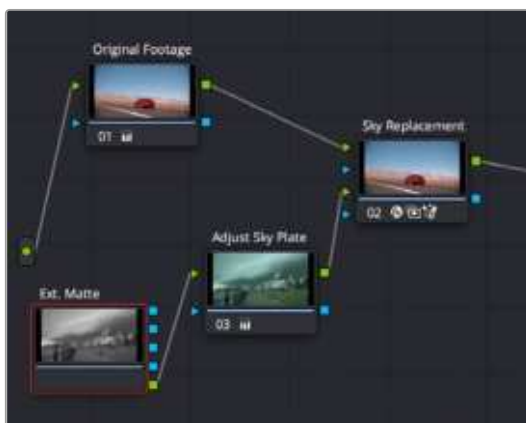 Original Footage
01
Sky Replacement
02
Adjust Sky Plate
03
Ext. Matte